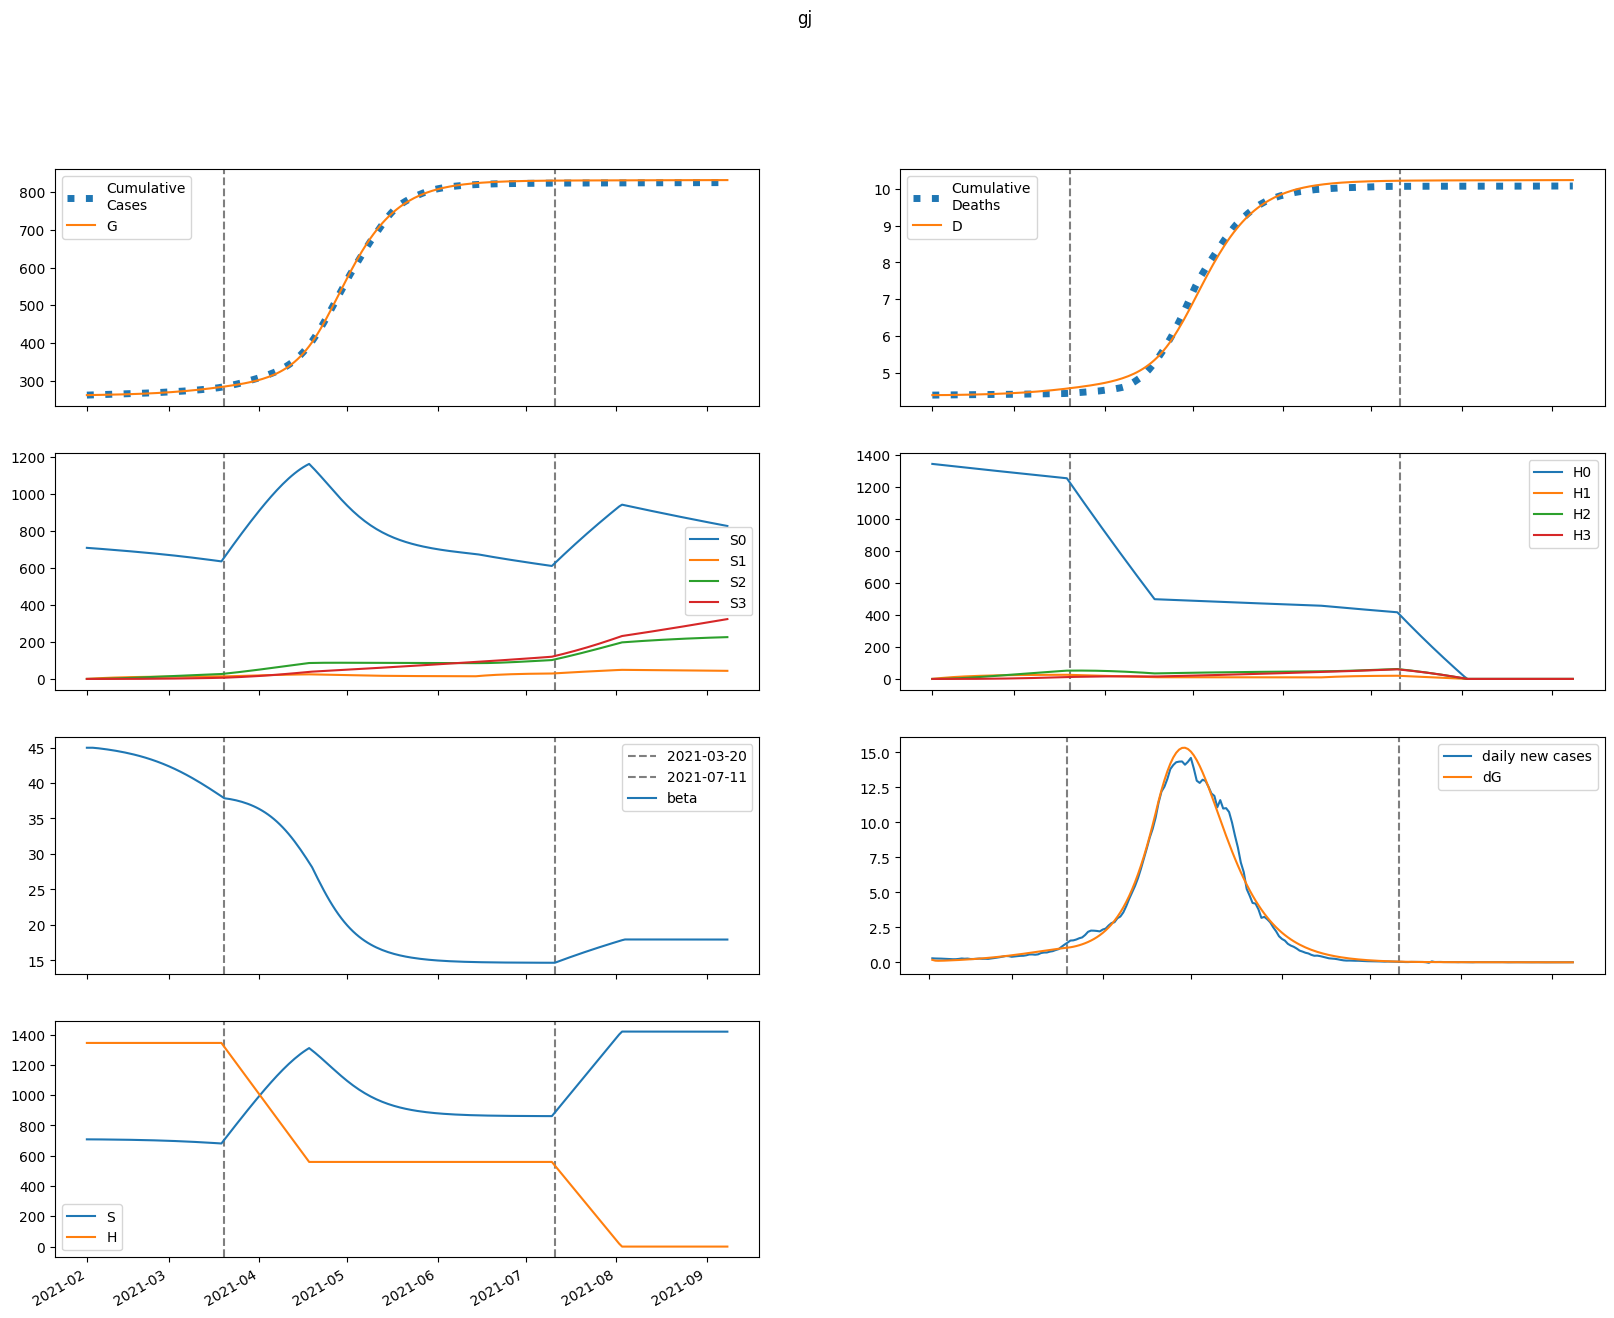 gj
Cumulative
Cases
G
800
700
600
500
400
300
Cumulative
Deaths
D
10
9
8
7
6
5
1200
1000
800
600
400
200
0
S0
S1
S2
S3
1400
1200
1000
800
600
400
200
0
H0
H1
H2
H3
45
40
35
30
25
20
15
2021-03-20
2021-07-11
beta
15.0
12.5
10.0
7.5
5.0
2.5
0.0
daily new cases
dG
1400
1200
1000
800
600
400
200
0
S
H
2021-02
2021-03
2021-04
2021-05
2021-06
2021-07
2021-08
2021-09